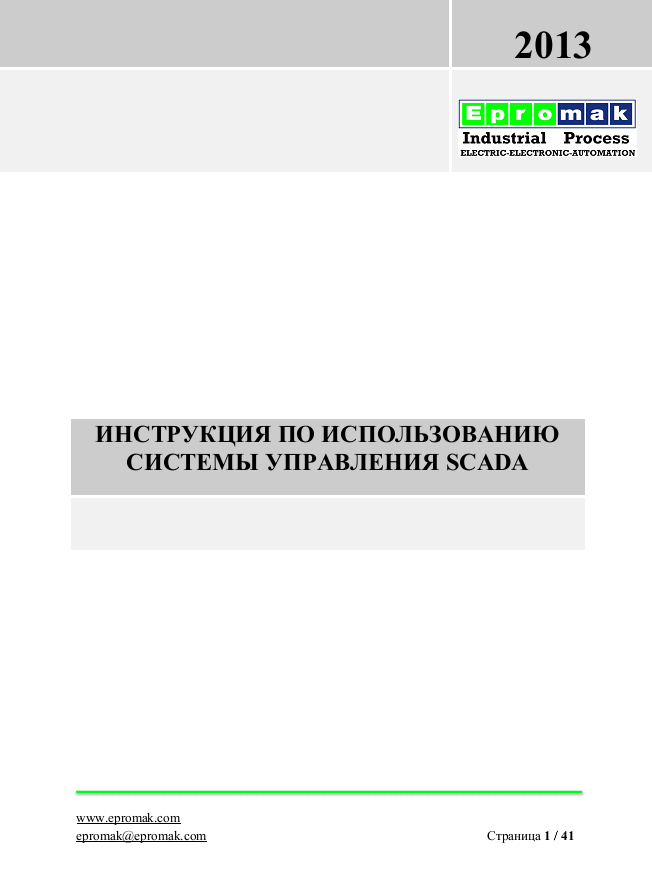 2013
Epromak
Industrial Process
ELECTRIC-ELECTRONIC-AUTOMATION
ИНСТРУКЦИЯ ПО ИСПОЛЬЗОВАНИЮ
СИСТЕМЫ УПРАВЛЕНИЯ SCADA
www.epromak.com
epromak@epromak.com
Страница 1 / 41